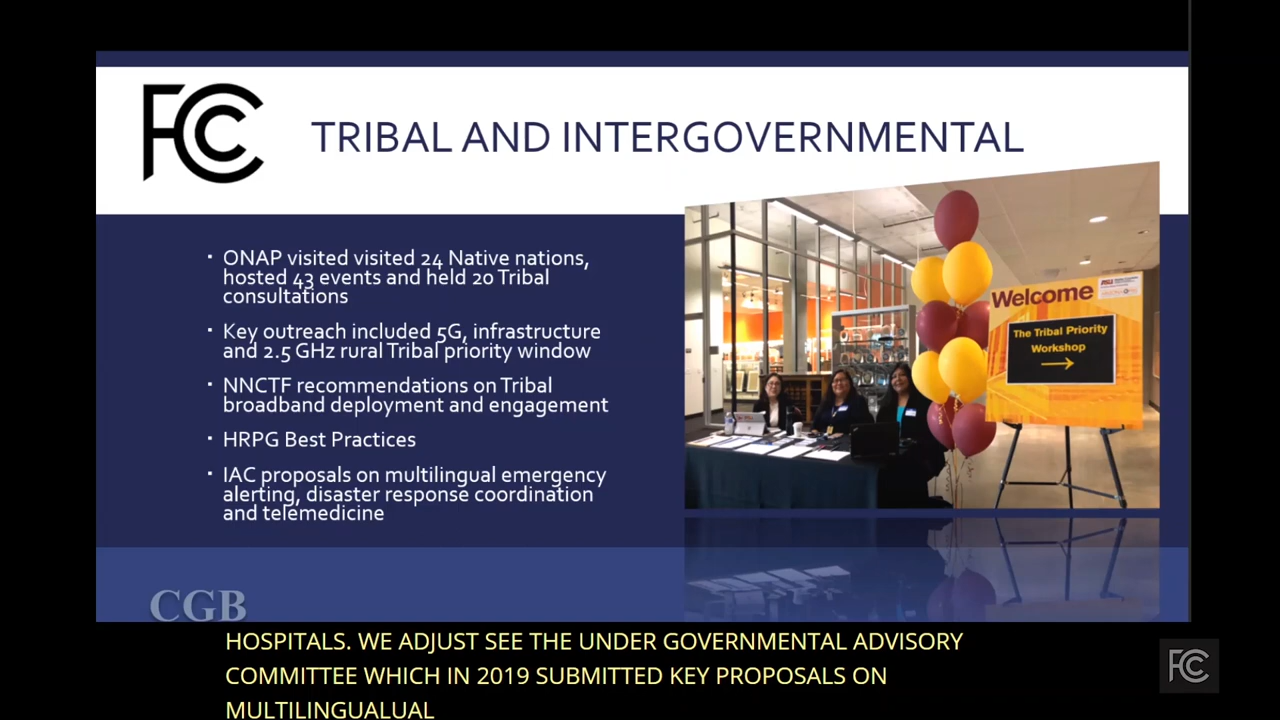 FCC
TRIBAL AND INTERGOVERNMENTAL
▪ ONAP visited visited 24 Native nations,
hosted 43 events and held 20 Tribal
consultations
▪ Key outreach included 5G, infrastructure
and 2.5 GHz rural Tribal priority window
▪ NNCTF recommendations on Tribal
broadband deployment and engagement
▪ HRPG Best Practices
▪ IAC proposals on multilingual emergency
alerting, disaster response coordination
and telemedicine
Welcome
The Tribal Priority
Workshop
CGB
HOSPITALS. WE ADJUST SEE THE UNDER GOVERNMENTAL ADVISORY
COMMITTEE WHICH IN 2019 SUBMITTED KEY PROPOSALS ON
MULTILINGUALUAL
FCC